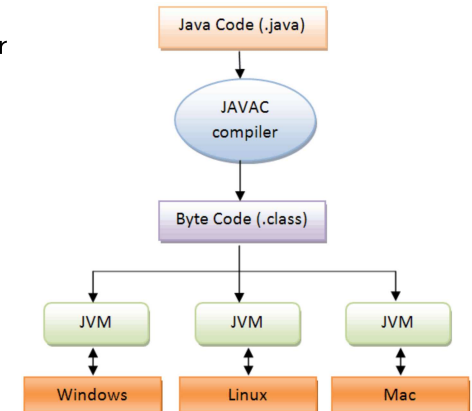 Java Code (.java)
r
JAVAC
compiler
Byte Code (.class)
JVM JVM JVM
Windows Linux Mac